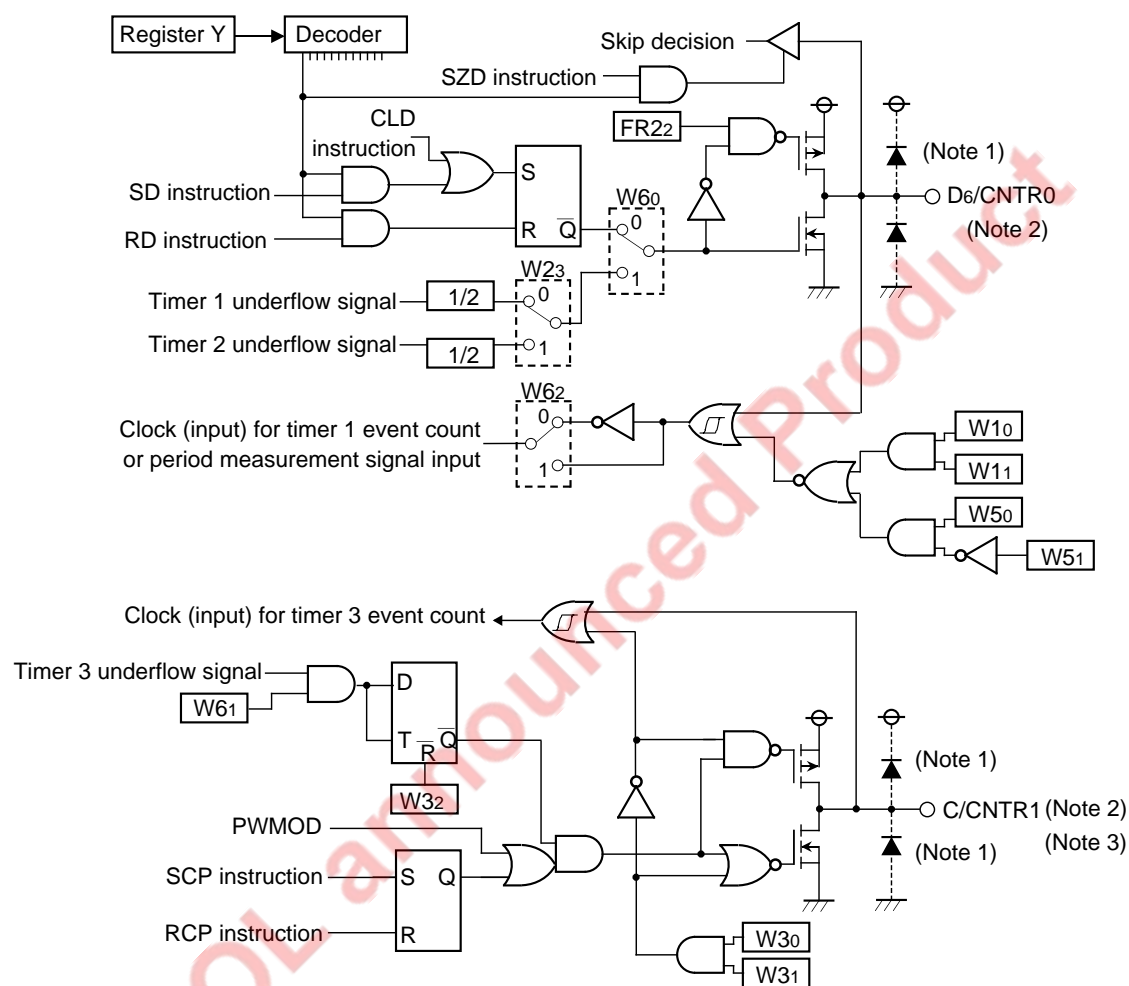 Register Y
Decoder
Skip decision
SZD instruction
CLD
instruction
FR22
(Note 1)
SD instruction
S
W60
D6/CNTR0
0
(Note 2)
RD instruction
R
Q
W23
1
Timer 1 underflow signal
1/2
0
Timer 2 underflow signal
1/2
1
W62
0
Clock (input) for timer 1 event count
or period measurement signal input
1
W10
W11
W50
W51
Clock (input) for timer 3 event count
Timer 3 underflow signal
D
W61
T
R
Q
W32
(Note 1)
PWMOD
C/CNTR1
(Note 2)
(Note 1)
(Note 3)
SCP instruction
S
Q
RCP instruction
R
W30
W31
OL announced Product